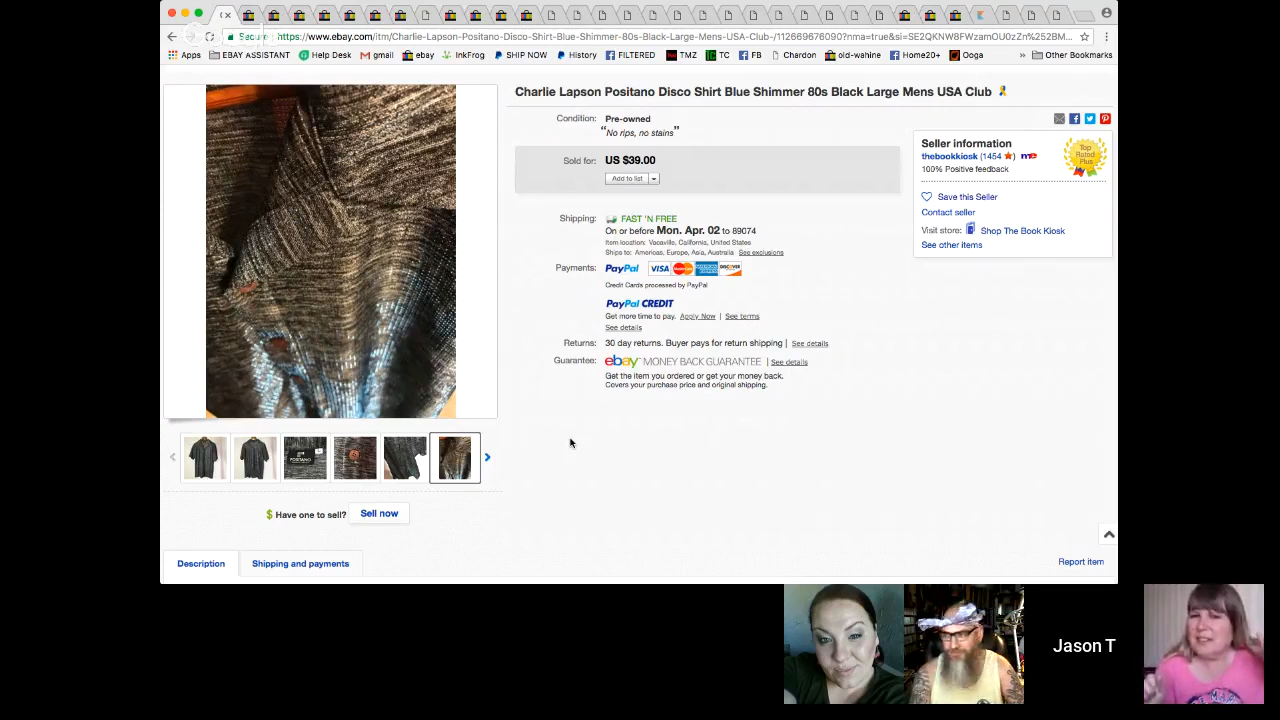 Secure https://www.ebay.com/itm/Charlie-Lapson-Positano-Disco-Shirt-Blue-Shimmer-80s-Black-Large-Mens-USA-Club-/112669676090?nma=true&si=SE2QKNW8FWzamOU0zZn%252BM...
Apps EBAY ASSISTANT Help Desk gmail ebay InkFrog SHIP NOW History FILTERED TMZ TC FB Chardon old-wahine Home20+ Ooga » Other Bookmarks
Charlie Lapson Positano Disco Shirt Blue Shimmer 80s Black Large Mens USA Club
Condition: Pre-owned
"No rips, no stains"
Sold for: US $39.00
Add to list
Shipping: FAST 'N FREE
On or before Mon. Apr. 02 to 89074
Item location: Vacaville, California, United States
Ships to: Americas, Europe, Asia, Australia See exclusions
Payments: PayPal VISA MasterCard DISCOVER
Credit Cards processed by PayPal
PayPal CREDIT
Get more time to pay. Apply Now | See terms
See details
Returns: 30 day returns. Buyer pays for return shipping | See details
Guarantee: ebay MONEY BACK GUARANTEE | See details
Get the item you ordered or get your money back.
Covers your purchase price and original shipping.
Seller information
thebookkiosk (1454 ) me
100% Positive feedback
Top
Rated
Plus
Save this Seller
Contact seller
Visit store: Shop The Book Kiosk
See other items
POSITANO
$ Have one to sell? Sell now
Description Shipping and payments
Report item
Jason T